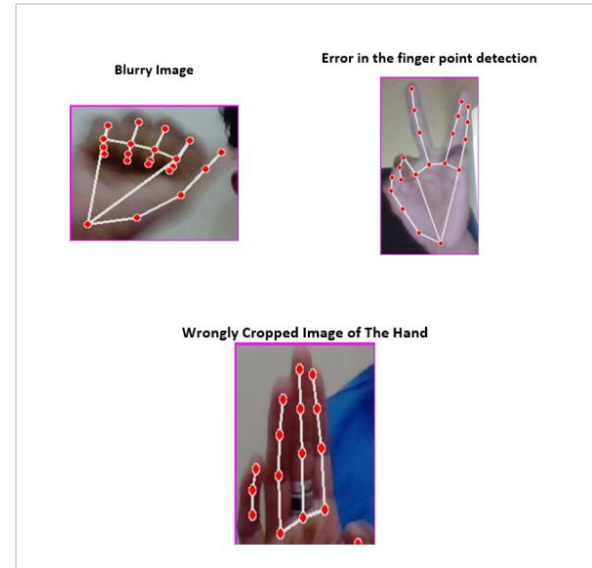 Error in the finger point detection
Blurry Image
Wrongly Cropped Image of The Hand